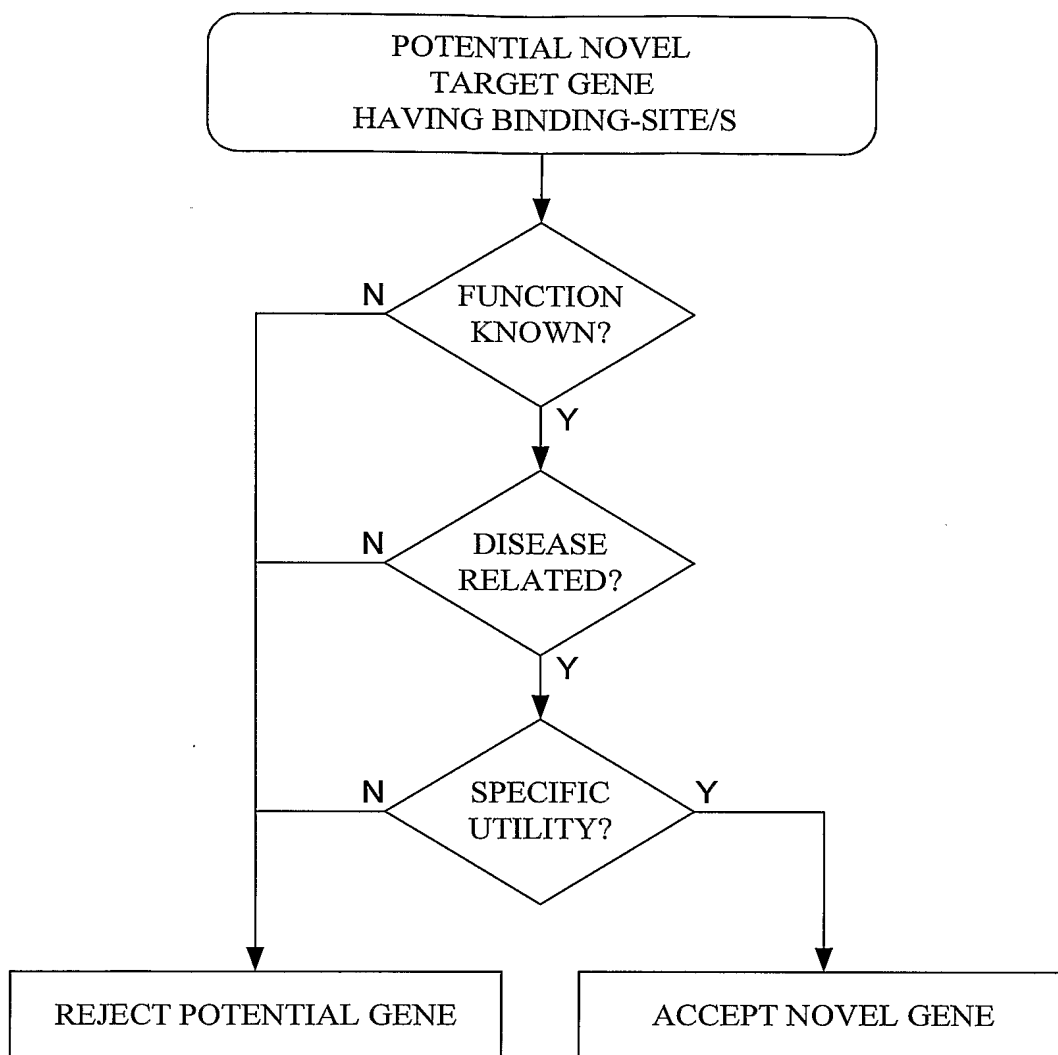 POTENTIAL NOVEL
TARGET GENE
HAVING BINDING-SITE/S
N
FUNCTION
KNOWN?
Y
N
DISEASE
RELATED?
Y
N
SPECIFIC
UTILITY?
Y
REJECT POTENTIAL GENE
ACCEPT NOVEL GENE